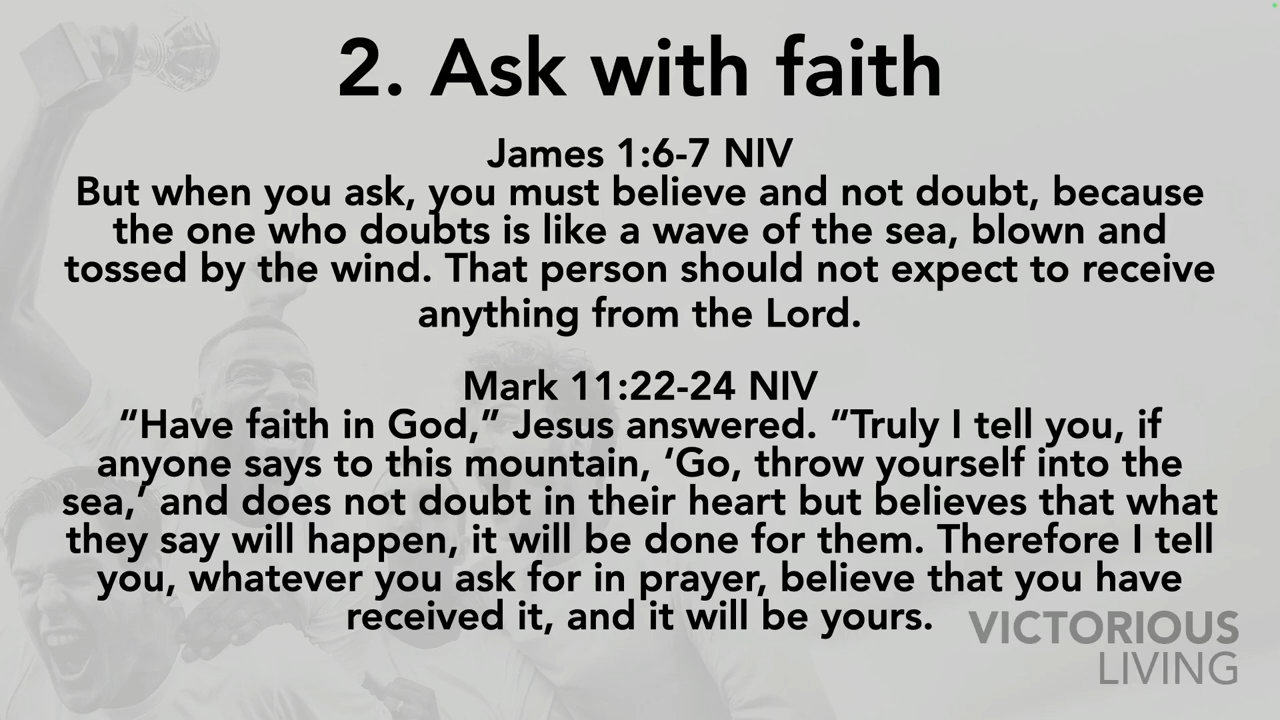 2. Ask with faith
James 1:6-7 NIV
But when you ask, you must believe and not doubt, because
the one who doubts is like a wave of the sea, blown and
tossed by the wind. That person should not expect to receive
anything from the Lord.
Mark 11:22-24 NIV
“Have faith in God,” Jesus answered. “Truly I tell you, if
anyone says to this mountain, ‘Go, throw yourself into the
sea,’ and does not doubt in their heart but believes that what
they say will happen, it will be done for them. Therefore I tell
you, whatever you ask for in prayer, believe that you have
received it, and it will be yours.
VICTORIOUS
LIVING